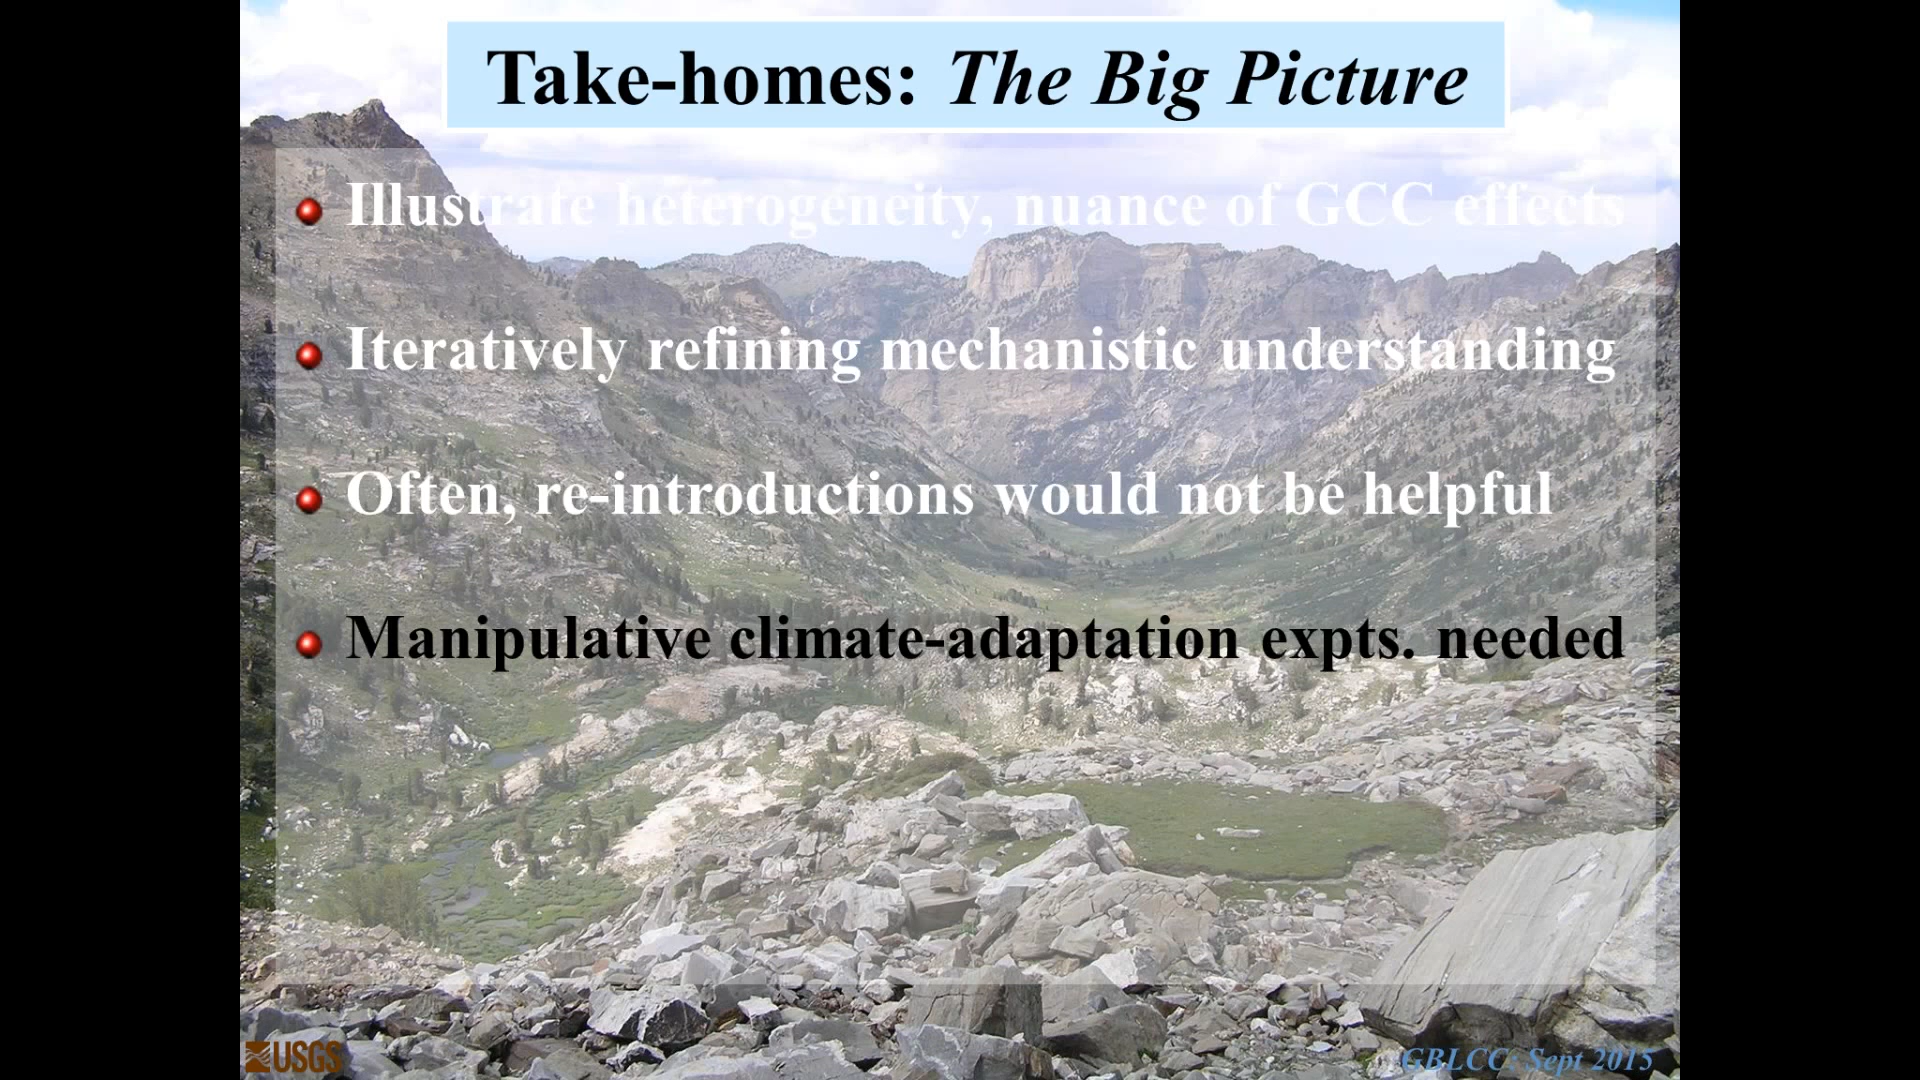 Take-homes: The Big Picture
Illustrate heterogeneity, nuance of GCC effects
Iteratively refining mechanistic understanding
Often, re-introductions would not be helpful
Manipulative climate-adaptation expts. needed
USGS
GBLCC: Sept 2015